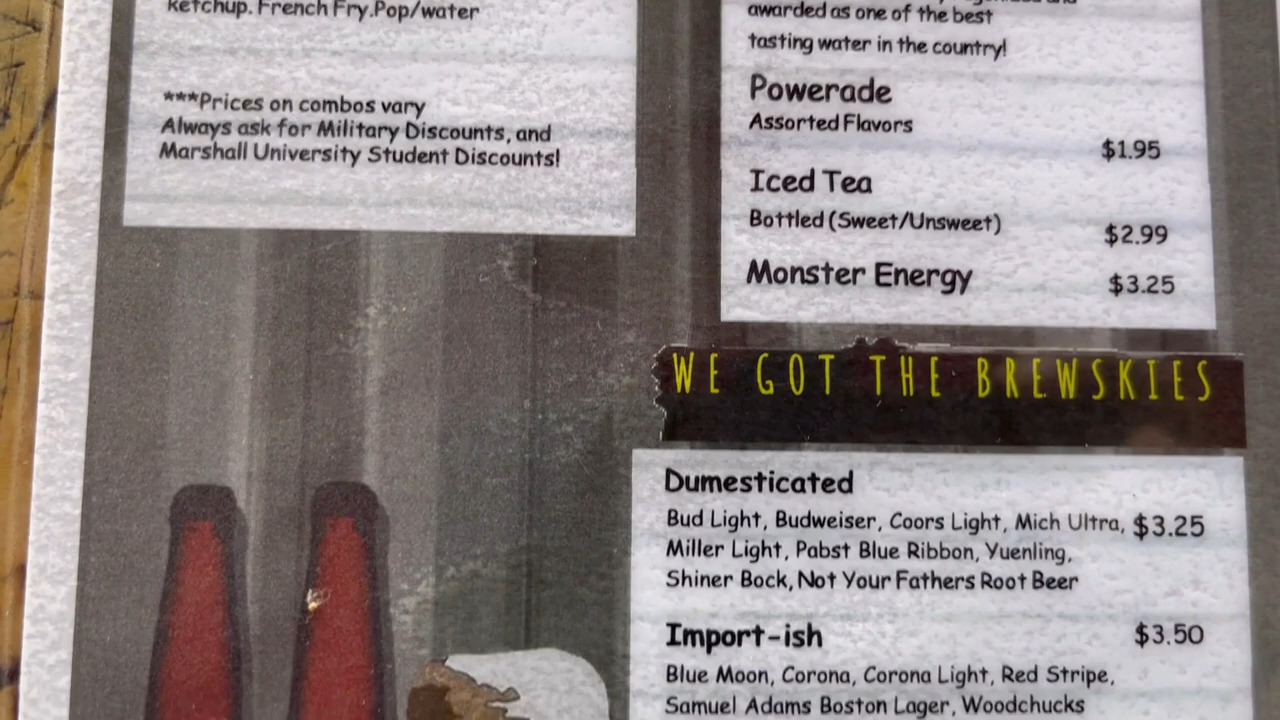 ketchup. French Fry.Pop/water
***Prices on combos vary
Always ask for Military Discounts, and
Marshall University Student Discounts!
awarded as one of the best
tasting water in the country!
Powerade
Assorted Flavors
$1.95
Iced Tea
Bottled (Sweet/Unsweet)
$2.99
Monster Energy $3.25
WE GOT THE BREWSKIES
Dumesticated
Bud Light, Budweiser, Coors Light, Mich Ultra, $3.25
Miller Light, Pabst Blue Ribbon, Yuenling,
Shiner Bock, Not Your Fathers Root Beer
Import-ish $3.50
Blue Moon, Corona, Corona Light, Red Stripe,
Samuel Adams Boston Lager, Woodchucks